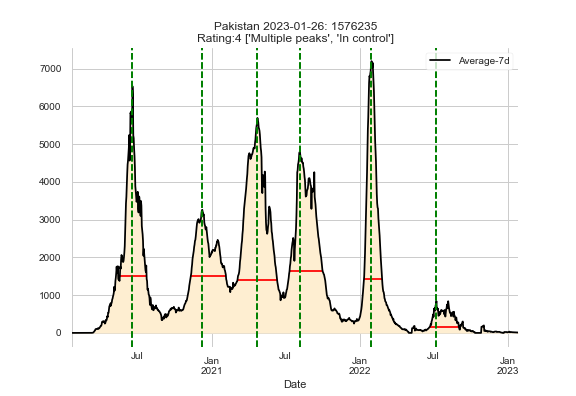 Pakistan 2023-01-26: 1576235
Rating:4 ['Multiple peaks', 'In control']
Average-7d
7000
6000
5000
4000
3000
2000
1000
0
Jul
Jan
2021
Jul
Jan
2022
Jul
Jan
2023
Date